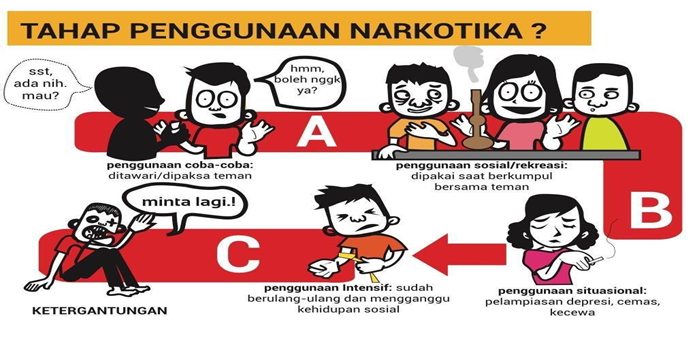 TAHAP PENGGUNAAN NARKOTIKA ?
sst,
ada nih.
mau?
hmm,
boleh nggk
ya?
A
penggunaan coba-coba:
ditawari/dipaksa teman
penggunaan sosial/rekreasi:
dipakai saat berkumpul
bersama teman
B
minta lagi.!
C
KETERGANTUNGAN
penggunaan Intensif: sudah
berulang-ulang dan mengganggu
kehidupan sosial
penggunaan situasional:
pelampiasan depresi, cemas,
kecewa